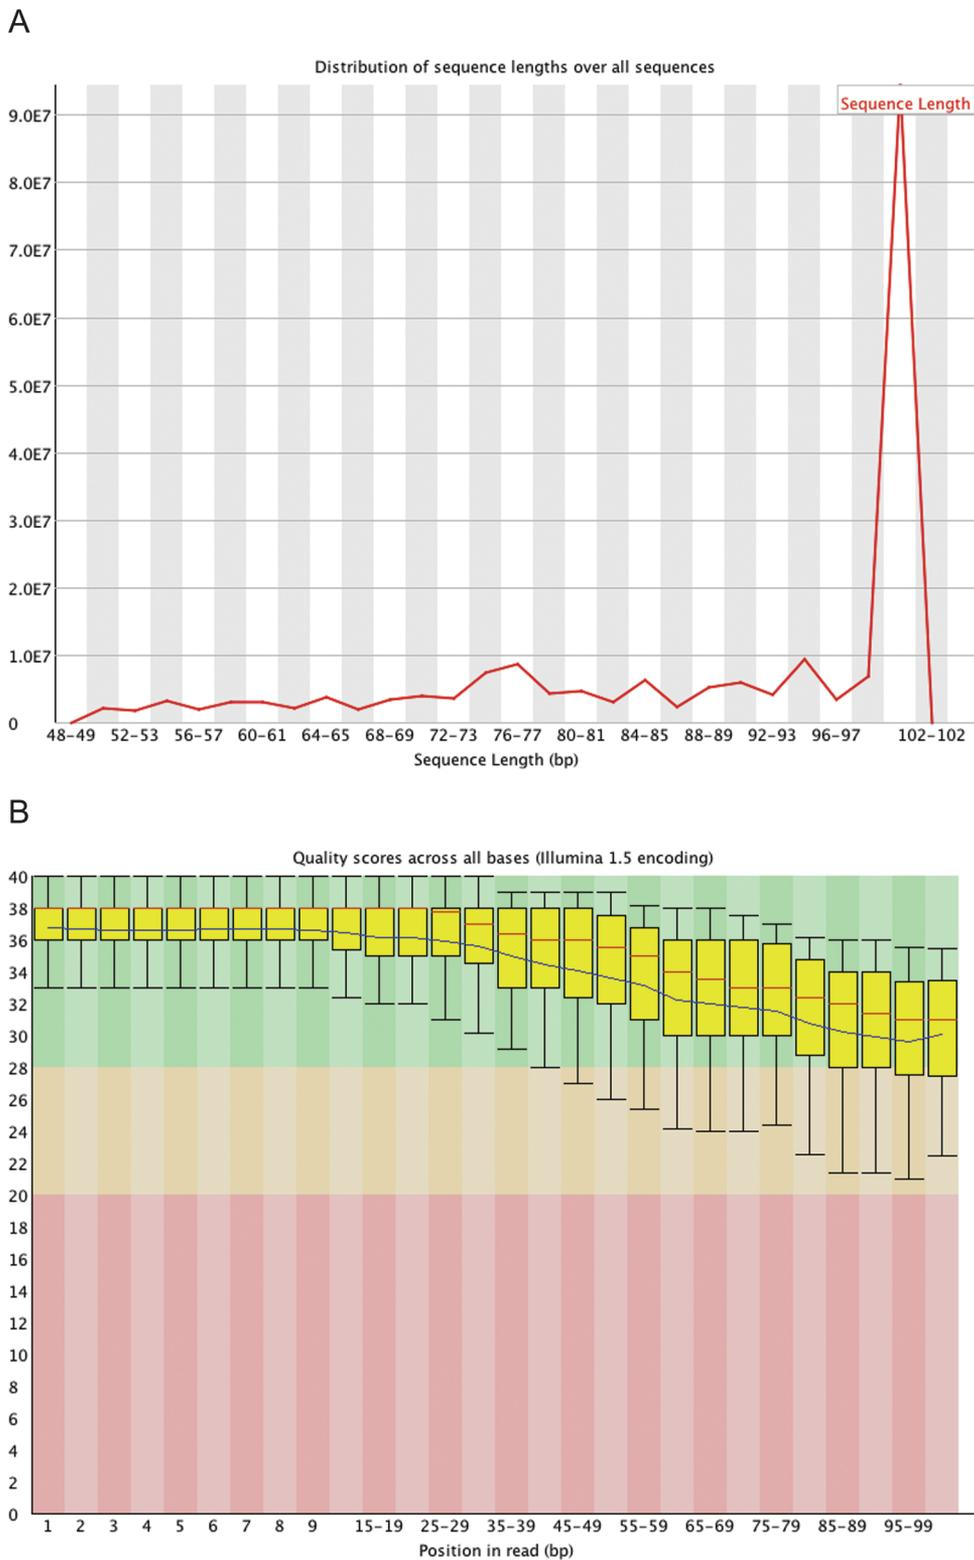 A
Distribution of sequence lengths over all sequences
Sequence Length
9.0E7
8.0E7
7.0E7
6.0E7
5.0E7
4.0E7
3.0E7
2.0E7
1.0E7
0
48-49 52-53 56-57 60-61 64-65 68-69 72-73 76-77 80-81 84-85 88-89 92-93 96-97 102-102
Sequence Length (bp)
B
Quality scores across all bases (Illumina 1.5 encoding)
40
38
36
34
32
30
28
26
24
22
20
18
16
14
12
10
8
6
4
2
0
1 2 3 4 5 6 7 8 9 15-19 25-29 35-39 45-49 55-59 65-69 75-79 85-89 95-99
Position in read (bp)